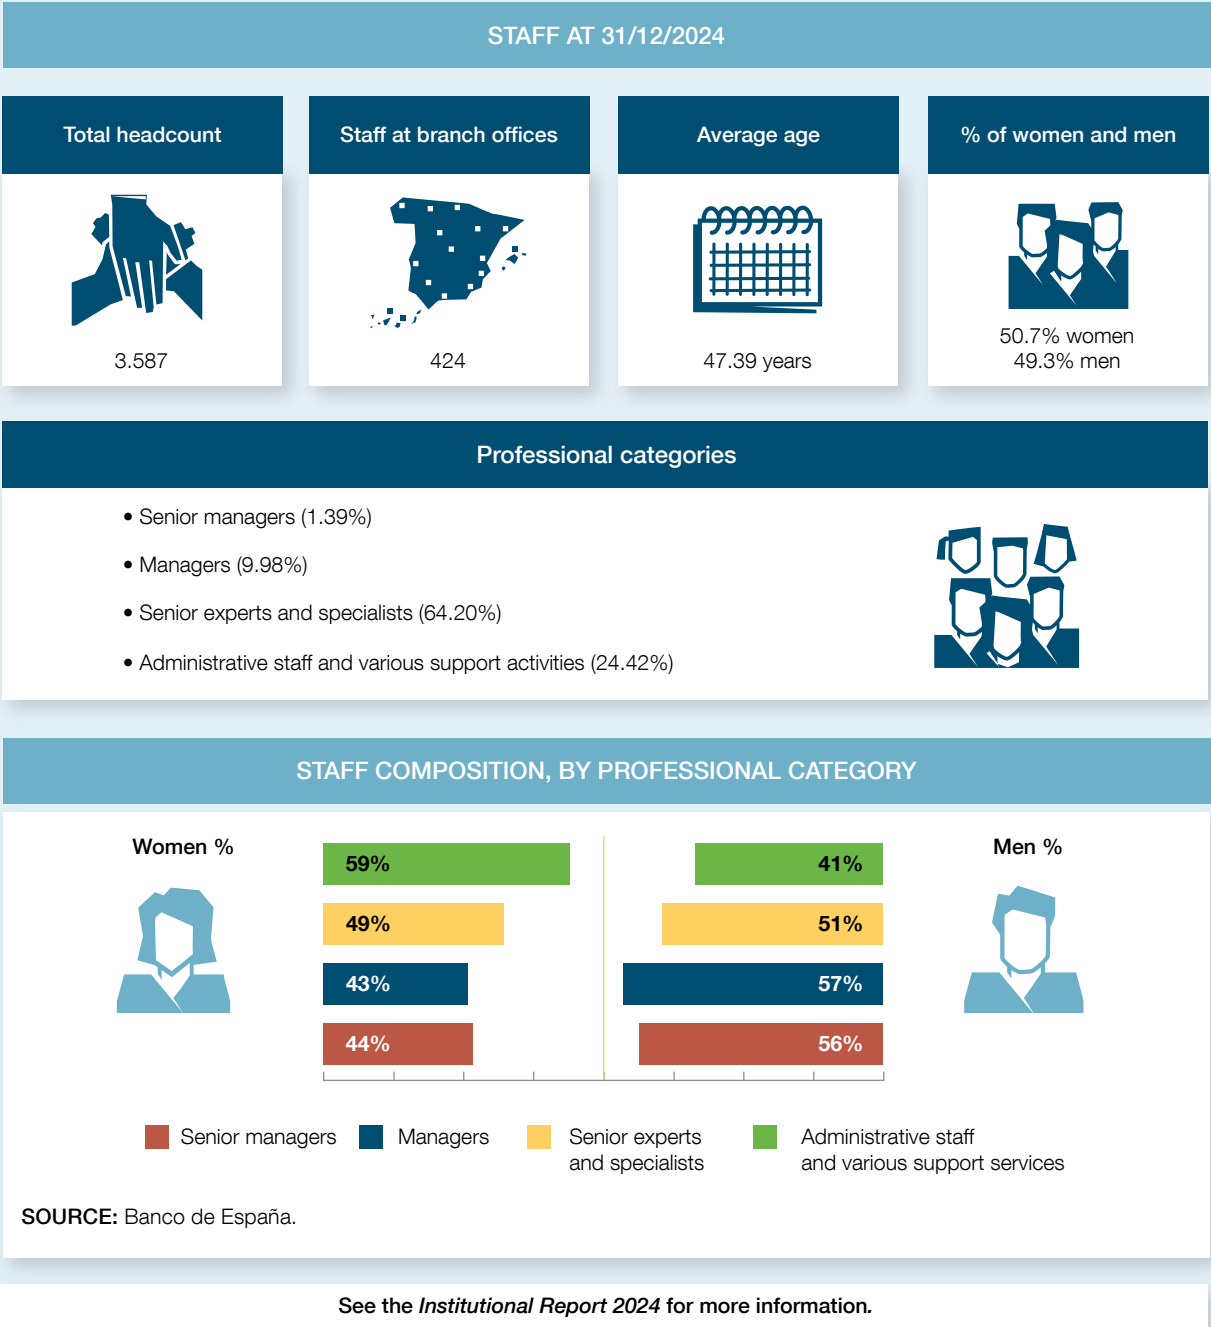 STAFF AT 31/12/2024
Total headcount
3.587
Staff at branch offices
424
Average age
47.39 years
% of women and men
50.7% women
49.3% men
Professional categories
• Senior managers (1.39%)
• Managers (9.98%)
• Senior experts and specialists (64.20%)
• Administrative staff and various support activities (24.42%)
STAFF COMPOSITION, BY PROFESSIONAL CATEGORY
Women %
Men %
59%
41%
49%
51%
43%
57%
44%
56%
Senior managers
Managers
Senior experts
and specialists
Administrative staff
and various support services
SOURCE: Banco de España.
See the Institutional Report 2024 for more information.